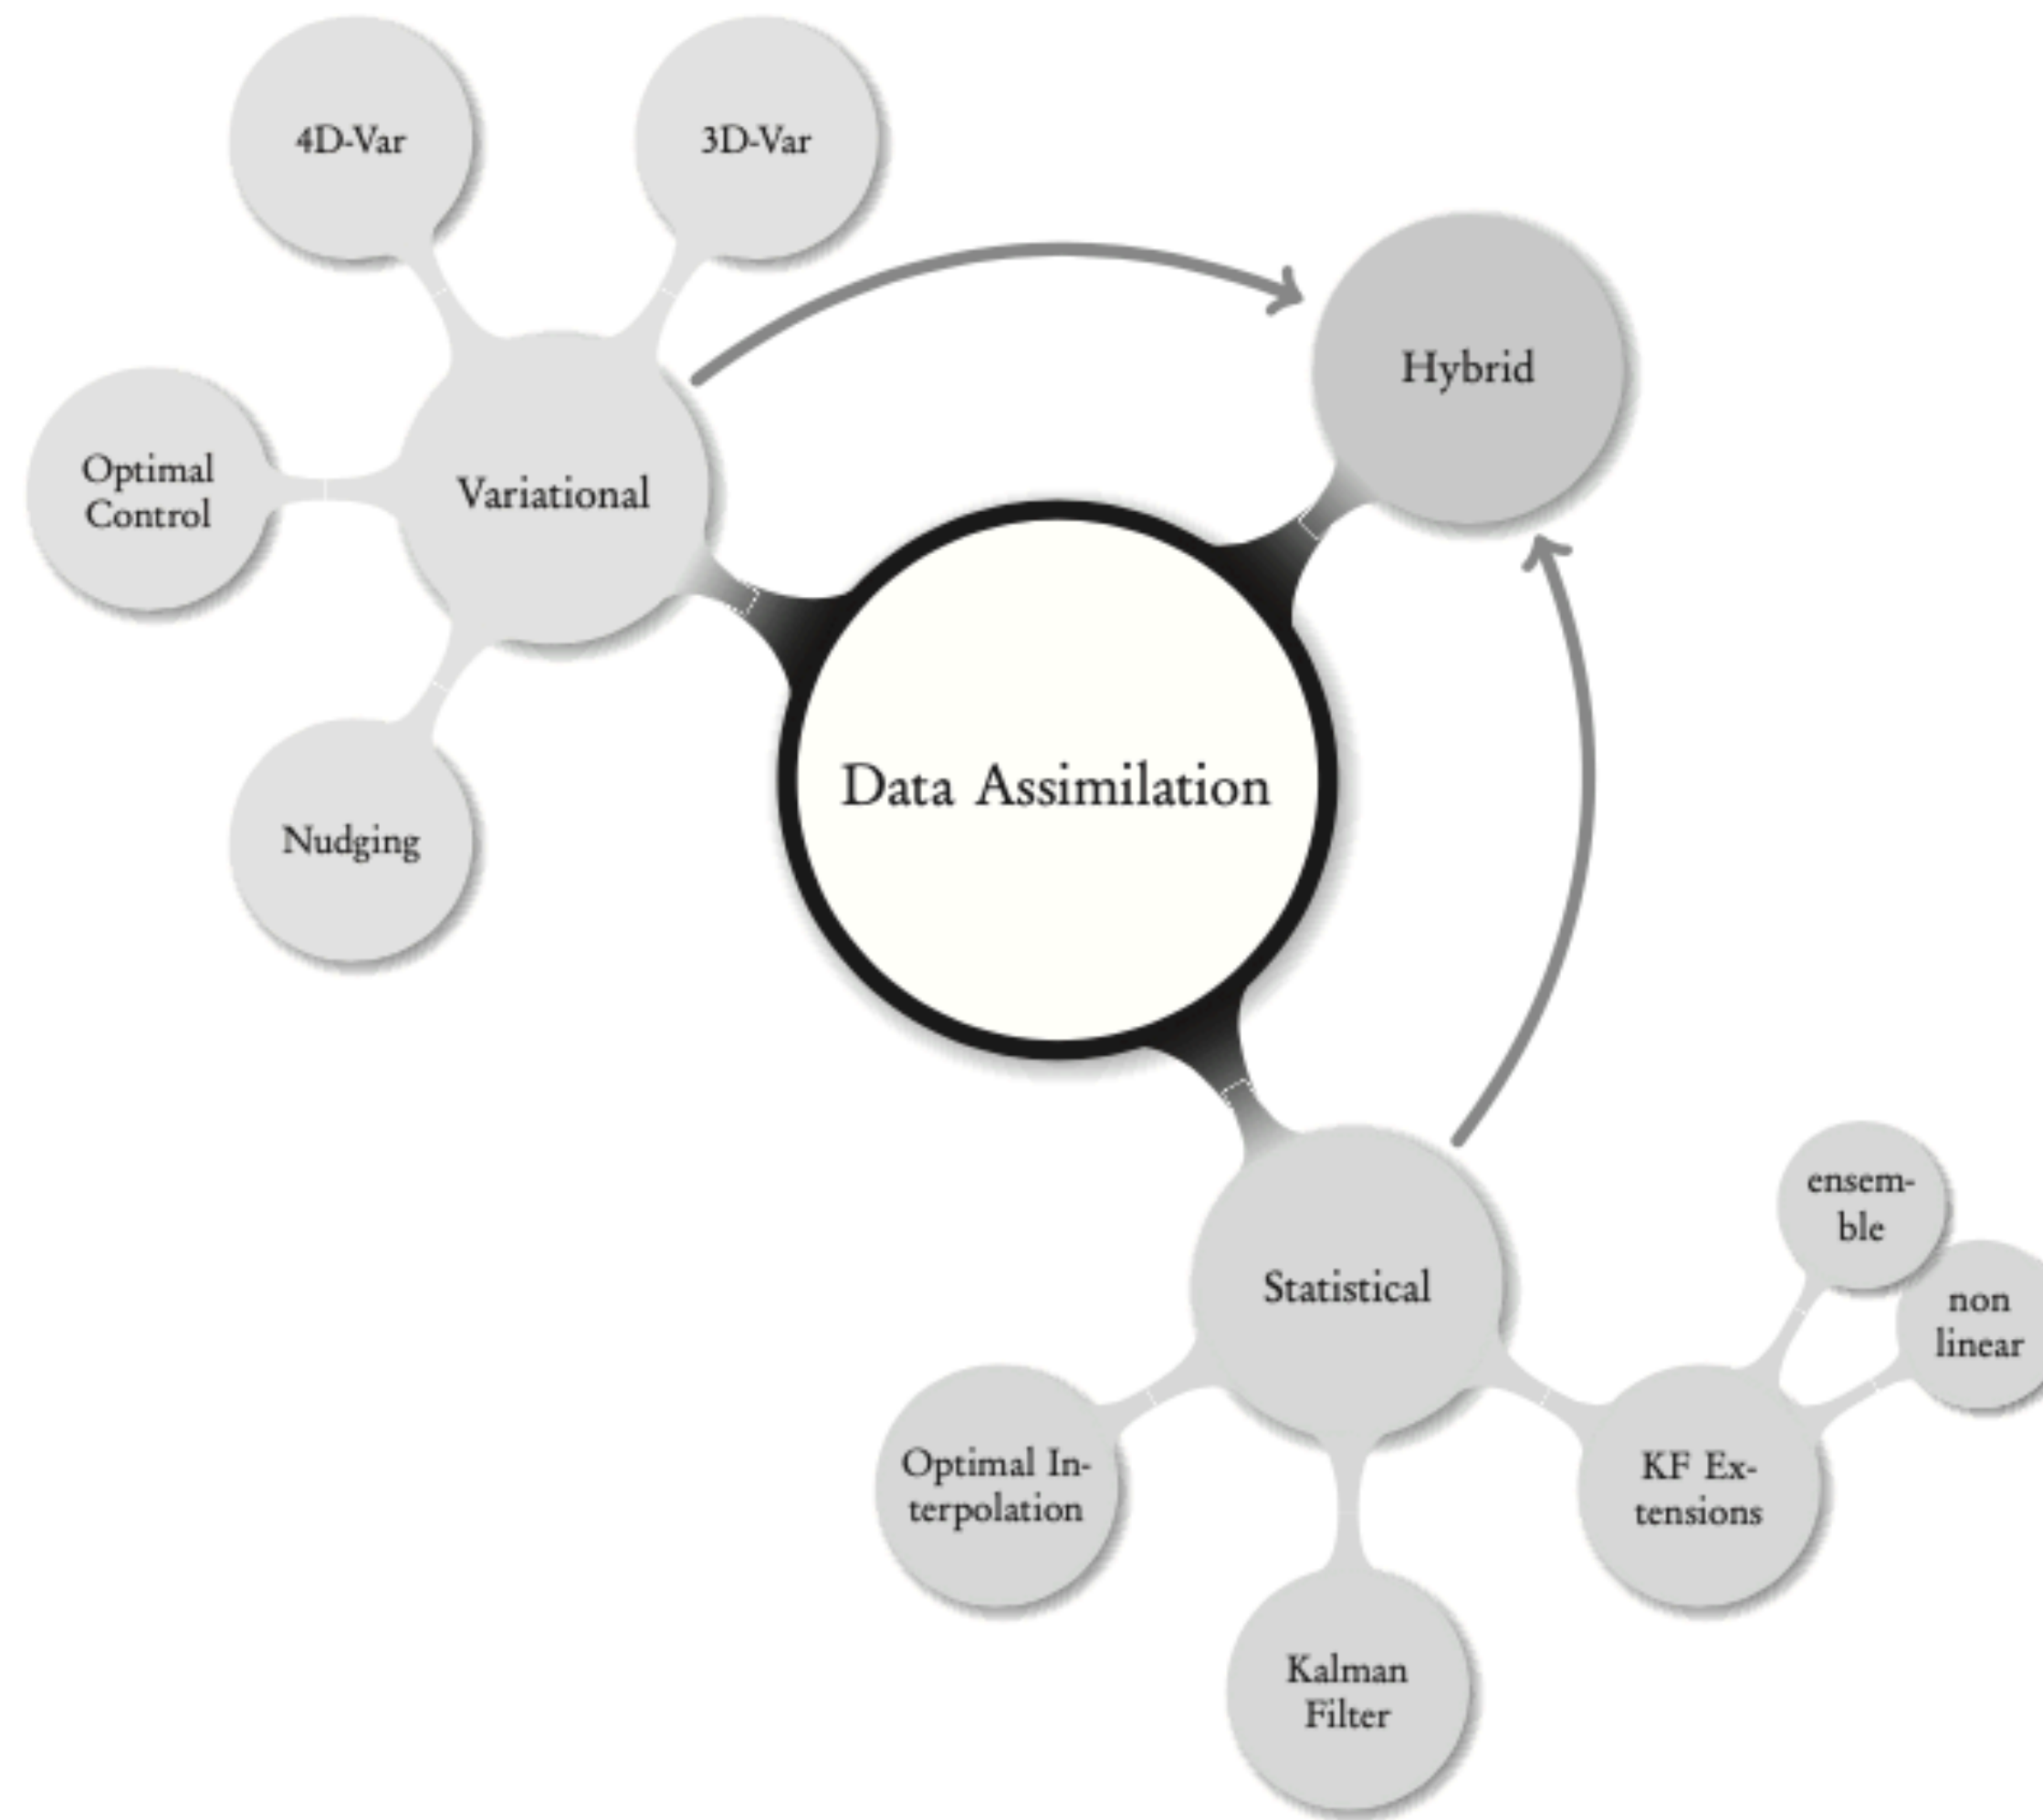 4D-Var
3D-Var
Hybrid
Optimal
Control
Variational
Data Assimilation
Nudging
ensem-
ble
Statistical
non
linear
Optimal In-
terpolation
KF Ex-
tensions
Kalman
Filter